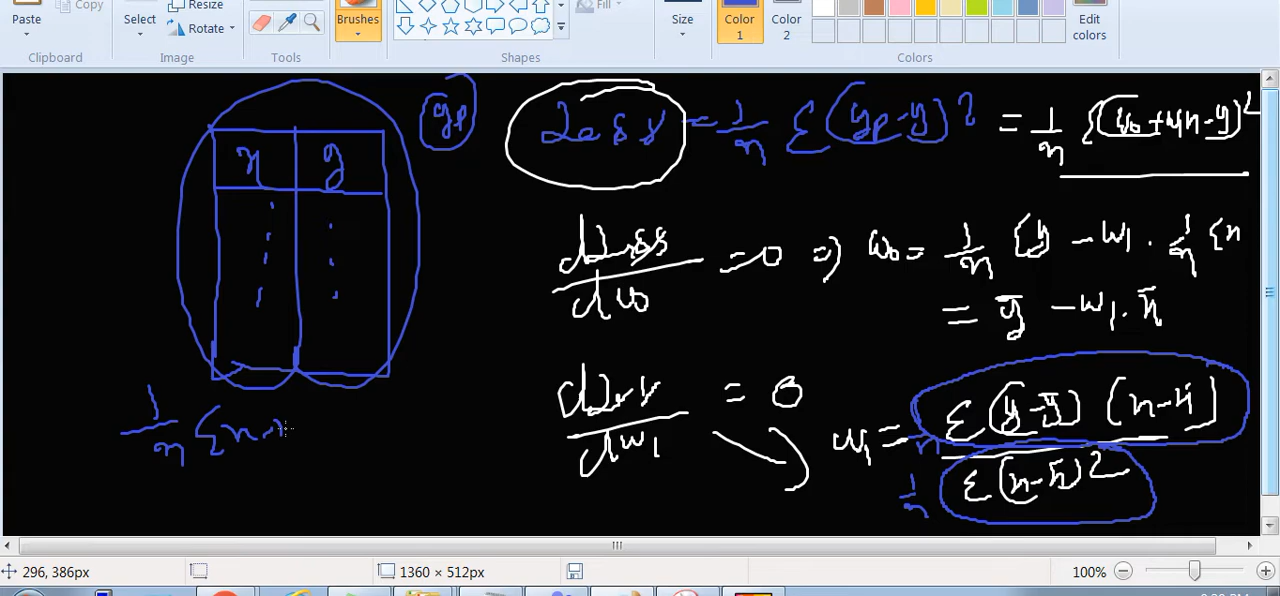 Paste
Copy
Clipboard
Select
Resize
Rotate
Image
Tools
Brushes
Shapes
Fill
Size
Color 1
Color 2
Colors
Edit colors
x y
yp
Loss = 1/n Σ(yp-y)² = 1/n Σ(w₀+w₁x-y)²
dLoss/dw₀ = 0 ⇒ w₀ = 1/n Σy - w₁ · 1/n Σx
= ȳ - w₁ · x̄
dLoss/dw₁ = 0
w₁ = 1/n Σ(y-ȳ)(x-x̄) / 1/n Σ(x-x̄)²
1/n Σx-
296, 386px
1360 × 512px
100%